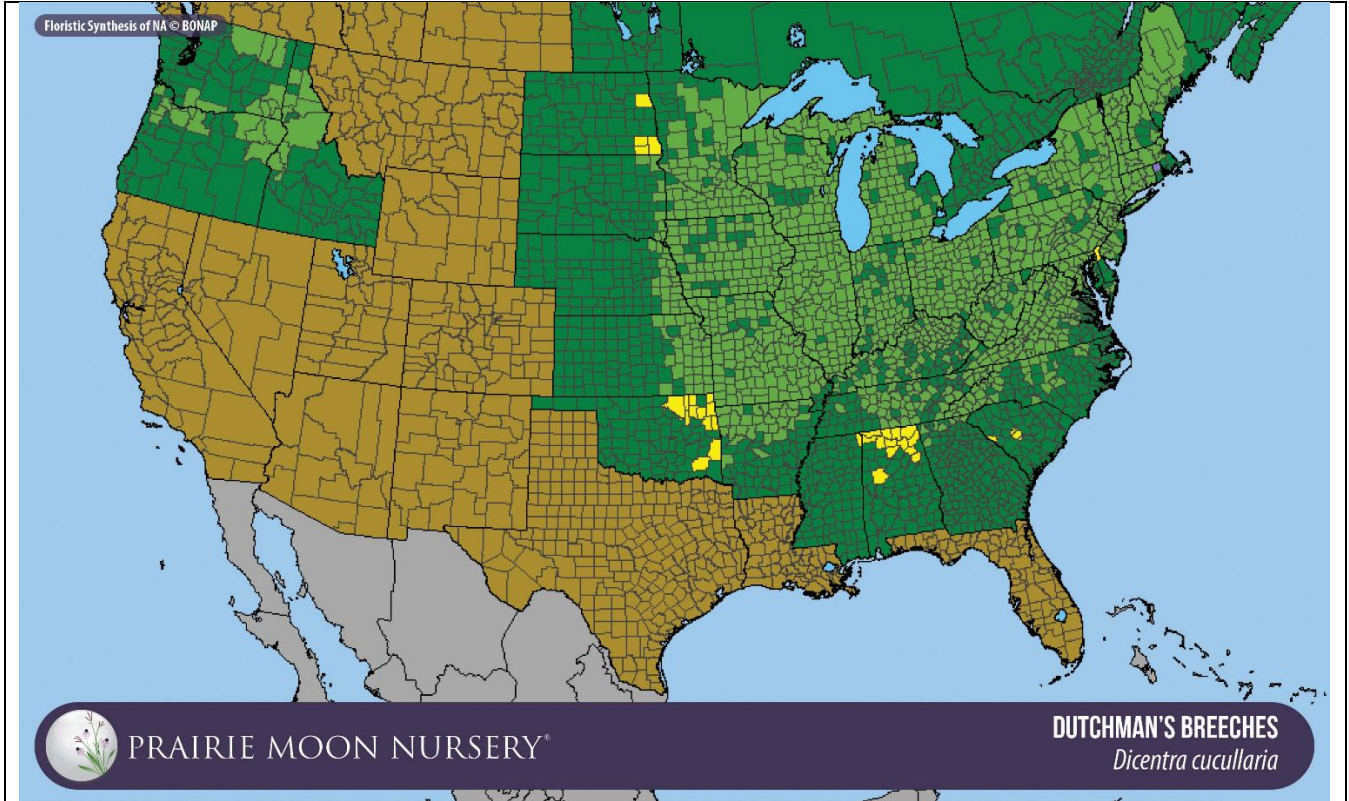 Floristic Synthesis of NA © BONAP
PRAIRIE MOON NURSERY®
DUTCHMAN'S BREECHES
Dicentra cucullaria